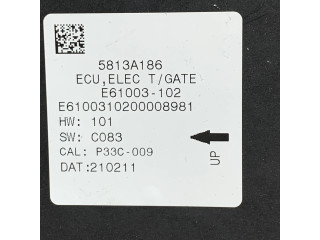 5813A186
ECU,ELEC T/GATE
E61003-102
E6100310200008981
HW: 101
SW: C083
CAL: P33C-009
DAT:210211
UP